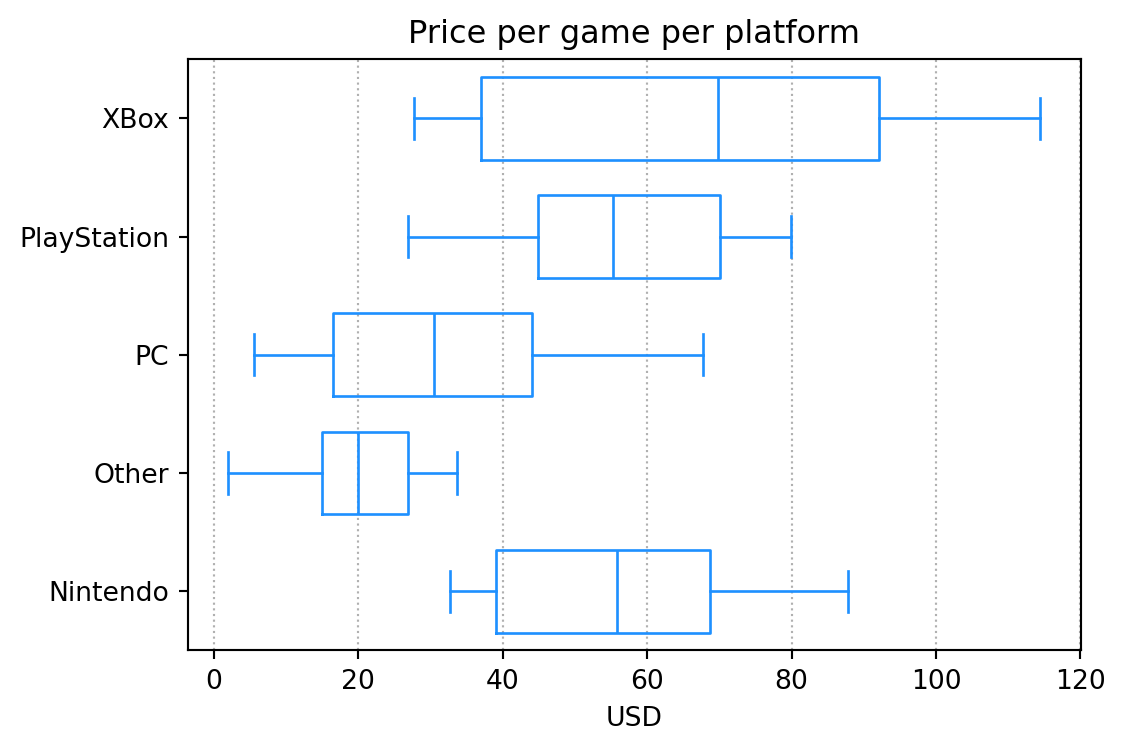 Price per game per platform
XBox
PlayStation
PC
Other
Nintendo
0 20 40 60 80 100 120
USD